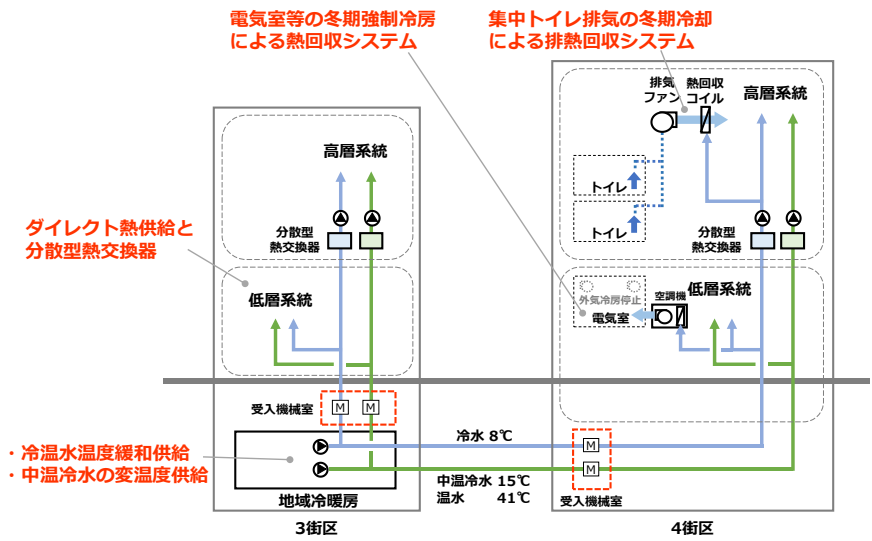 電気室等の冬期強制冷房
による熱回収システム
集中トイレ排気の冬期冷却
による排熱回収システム
排気
ファン
熱回収
コイル
高層系統
トイレ
トイレ
分散型
熱交換器
高層系統
分散型
熱交換器
ダイレクト熱供給と
分散型熱交換器
低層系統
外気冷房停止
電気室
空調機
低層系統
受入機械室
M
M
・冷温水温度緩和供給
・中温冷水の変温度供給
地域冷暖房
冷水 8℃
中温冷水 15℃
温水 41℃
M
M
受入機械室
3街区
4街区